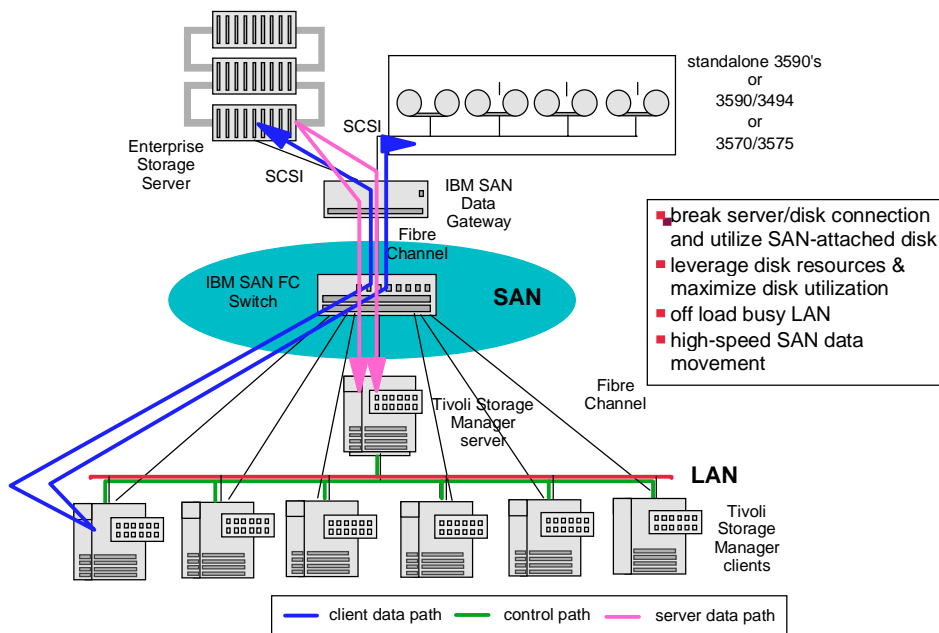 standalone 3590's
or
3590/3494
or
3570/3575
SCSI
Enterprise
Storage
Server
SCSI
IBM SAN
Data
Gateway
Fibre
Channel
IBM SAN FC
Switch
SAN
break server/disk connection
and utilize SAN-attached disk
leverage disk resources &
maximize disk utilization
off load busy LAN
high-speed SAN data
movement
Fibre
Channel
Tivoli Storage
Manager
server
LAN
Tivoli
Storage
Manager
clients
client data path
control path
server data path